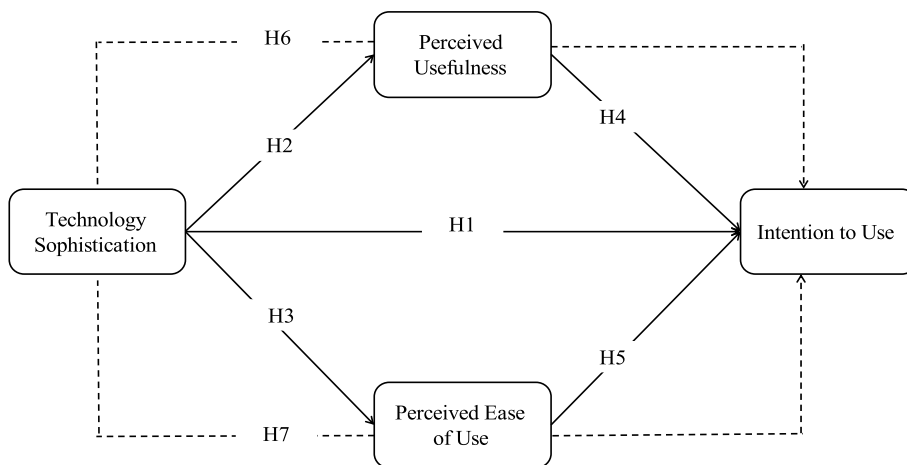 H6
Perceived
Usefulness
H4
H2
Technology
Sophistication
H1
Intention to Use
H3
H5
Perceived Ease
of Use
H7